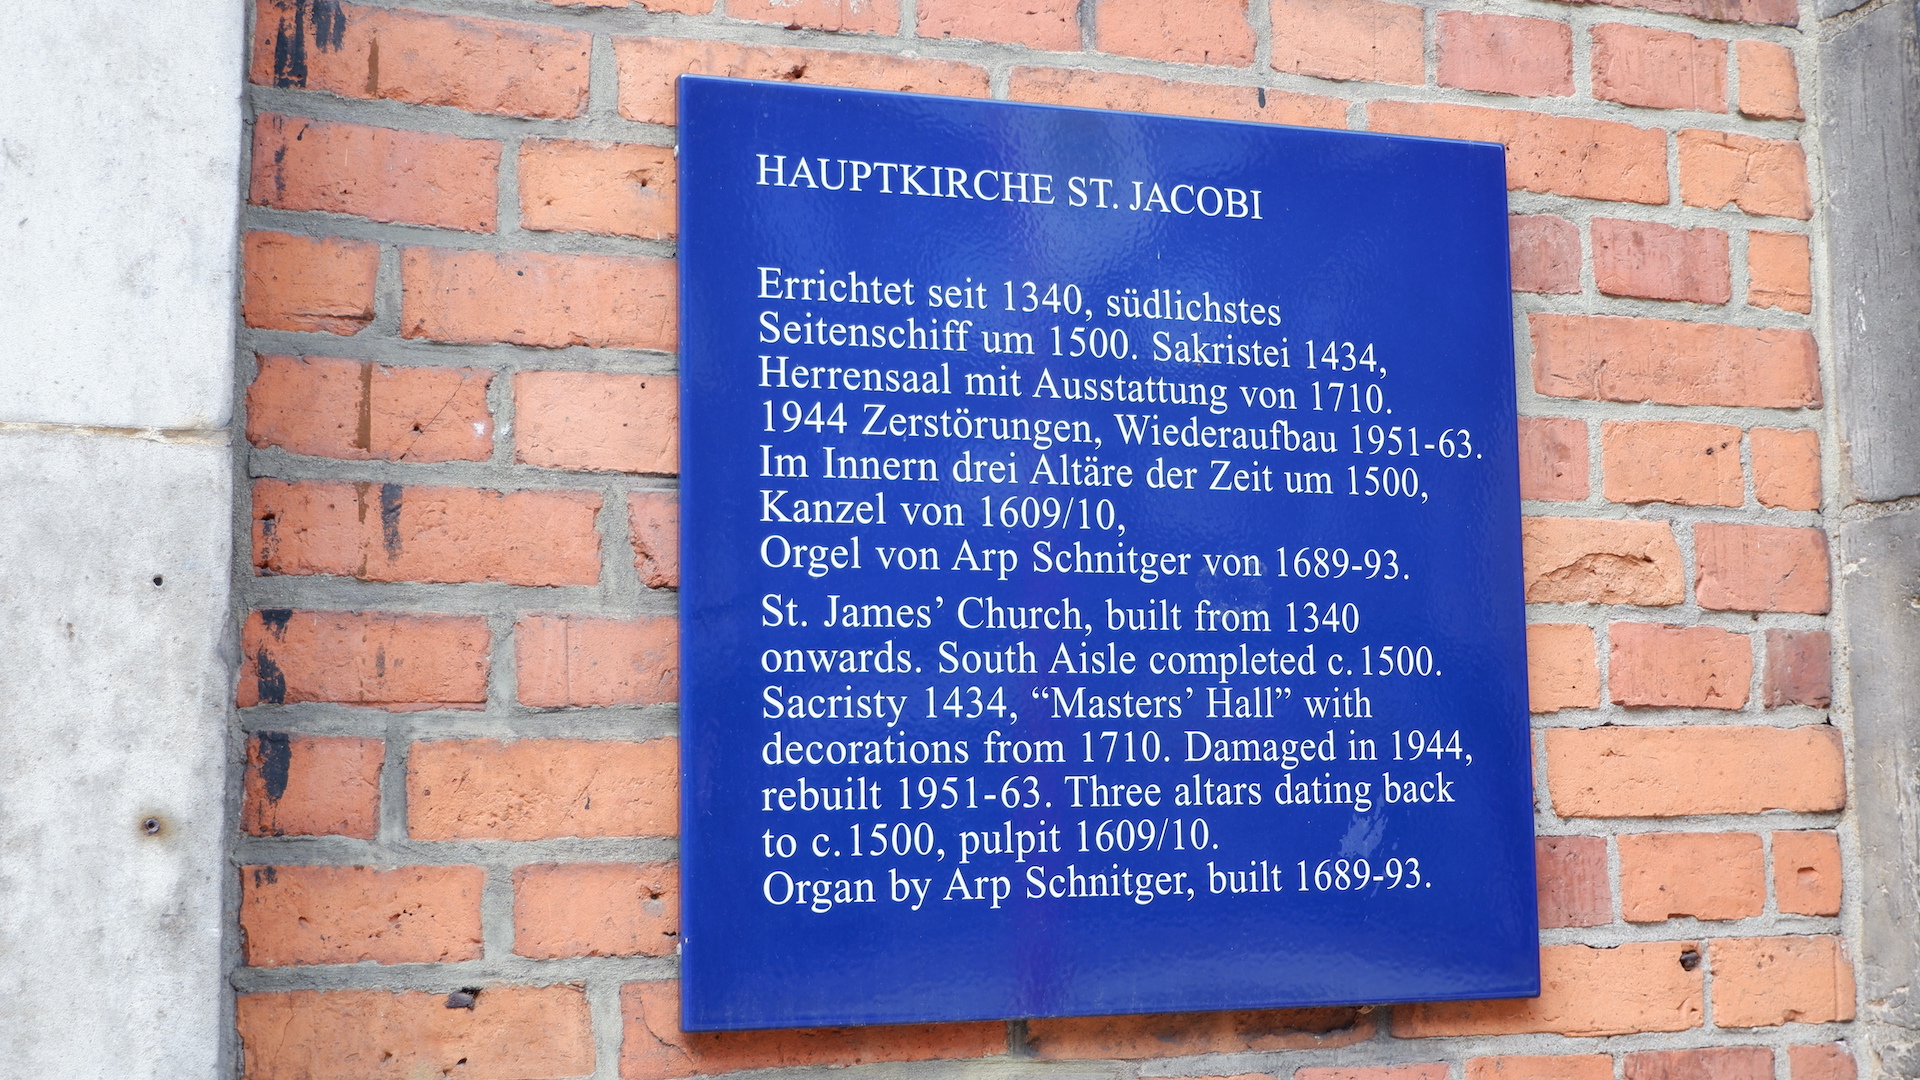 HAUPTKIRCHE ST. JACOBI
Errichtet seit 1340, südlichstes
Seitenschiff um 1500. Sakristei 1434,
Herrensaal mit Ausstattung von 1710.
1944 Zerstörungen, Wiederaufbau 1951-63.
Im Innern drei Altäre der Zeit um 1500,
Kanzel von 1609/10,
Orgel von Arp Schnitger von 1689-93.
St. James’ Church, built from 1340
onwards. South Aisle completed c.1500.
Sacristy 1434, “Masters’ Hall” with
decorations from 1710. Damaged in 1944,
rebuilt 1951-63. Three altars dating back
to c.1500, pulpit 1609/10.
Organ by Arp Schnitger, built 1689-93.